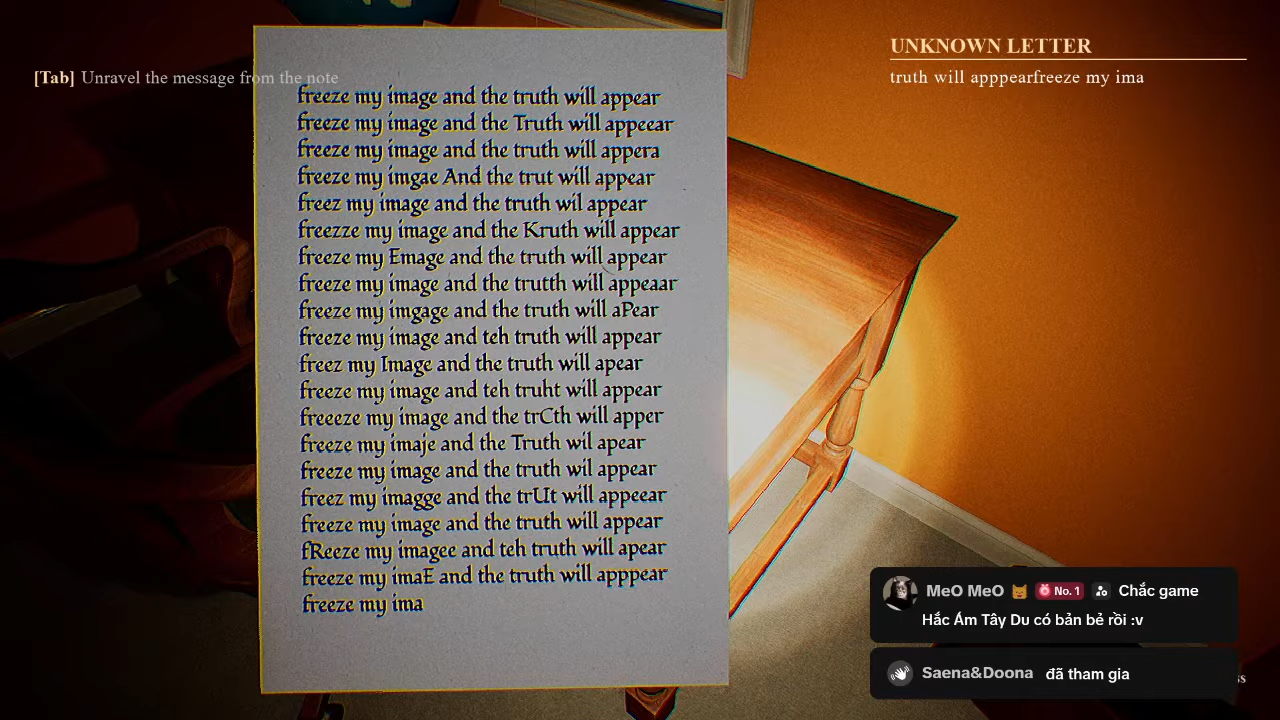 [Tab] Unravel the message from the note
freeze my image and the truth will appear
freeze my image and the Truth will appeear
freeze my image and the truth will appera
freeze my imgae And the trut will appear
freez my image and the truth wil appear
freezze my image and the Kruth will appear
freeze my Emage and the truth will appear
freeze my image and the trutth will appeaar
freeze my imgage and the truth will aPear
freeze my image and teh truth will appear
freez my Image and the truth will apear
freeze my image and teh truht will appear
freeeze my image and the trCth will apper
freeze my imaje and the Truth wil apear
freeze my image and the truth wil appear
freez my imagge and the trUt will appeear
freeze my image and the truth will appear
fReeze my imagee and teh truth will apear
freeze my imaE and the truth will apppear
freeze my ima
UNKNOWN LETTER
truth will apppearfreeze my ima
MeO MeO No. 1 Chắc game
Hắc Ám Tây Du có bản bẻ rồi :v
Saena&Doona đã tham gia